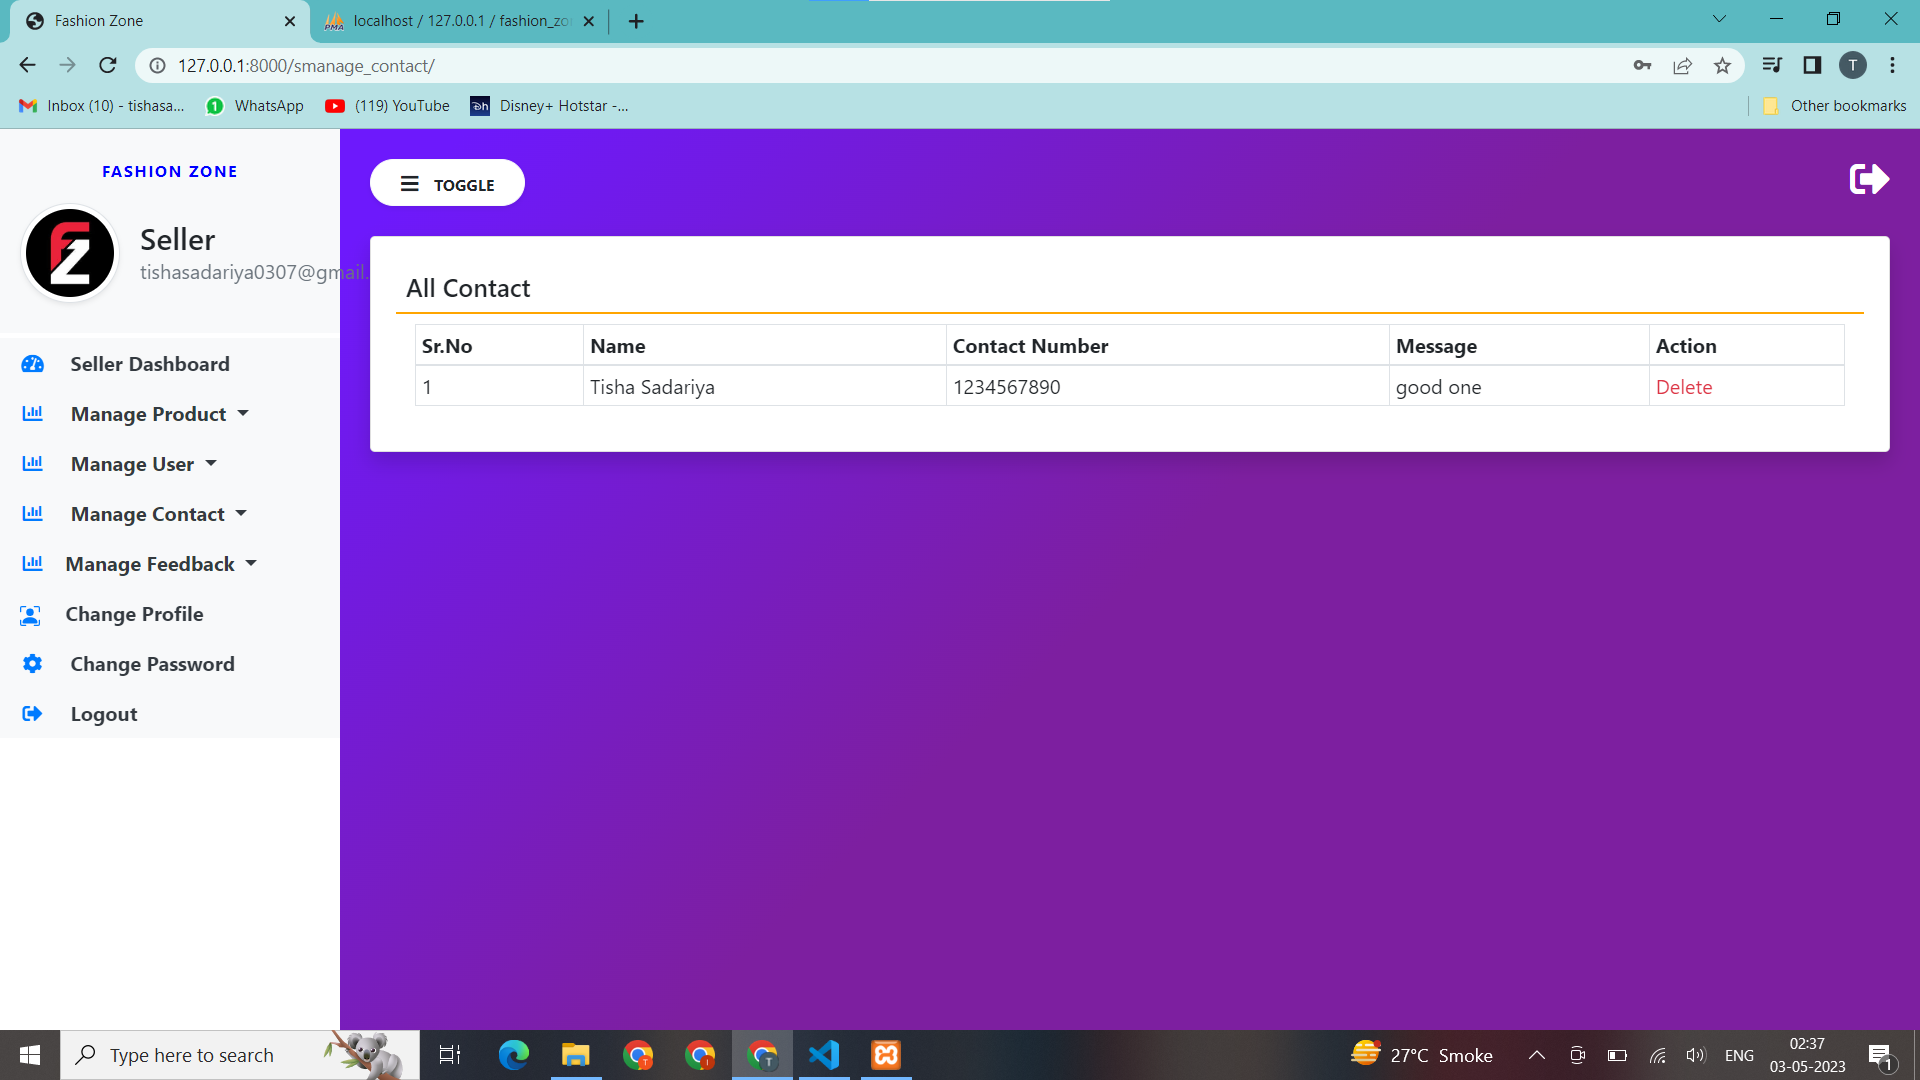 Fashion Zone
localhost / 127.0.0.1 / fashion_zo
127.0.0.1:8000/smanage_contact/
T
Inbox (10) - tishasa...
WhatsApp
(119) YouTube
Disney+ Hotstar -...
Other bookmarks
FASHION ZONE
FZ
Seller
tishasadariya0307@gmail.
Seller Dashboard
Manage Product
Manage User
Manage Contact
Manage Feedback
Change Profile
Change Password
Logout
TOGGLE
All Contact
Sr.No Name Contact Number Message Action
1 Tisha Sadariya 1234567890 good one Delete
Type here to search
27°C Smoke
ENG
02:37
03-05-2023
1